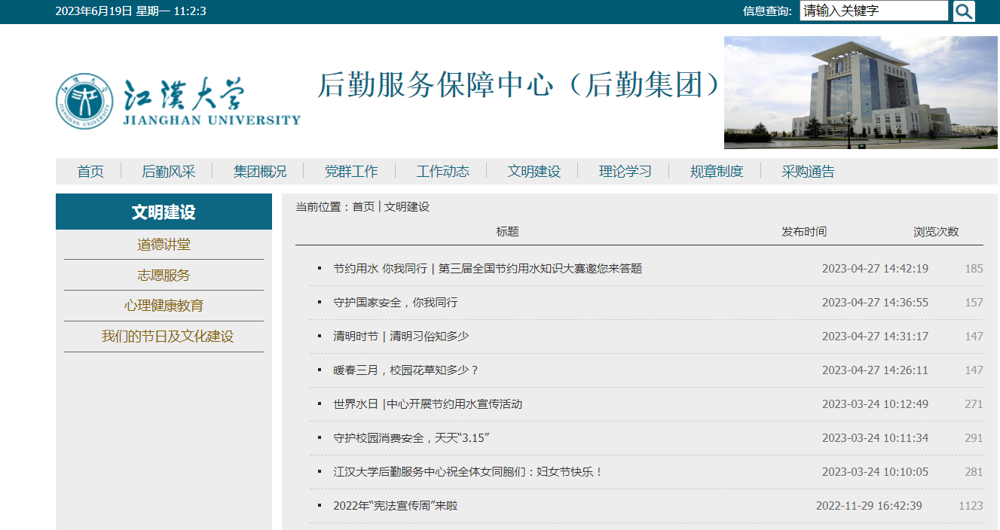 2023年6月19日 星期一 11:2:3
信息查询: 请输入关键字
江漢大学
JIANGHAN UNIVERSITY
后勤服务保障中心（后勤集团）
首页 后勤风采 集团概况 党群工作 工作动态 文明建设 理论学习 规章制度 采购通告
文明建设
道德讲堂
志愿服务
心理健康教育
我们的节日及文化建设
当前位置：首页 | 文明建设
标题 发布时间 浏览次数
节约用水 你我同行 | 第三届全国节约用水知识大赛邀您来答题 2023-04-27 14:42:19 185
守护国家安全，你我同行 2023-04-27 14:36:55 157
清明时节 | 清明习俗知多少 2023-04-27 14:31:17 147
暖春三月，校园花草知多少？ 2023-04-27 14:26:11 147
世界水日 |中心开展节约用水宣传活动 2023-03-24 10:12:49 271
守护校园消费安全，天天“3.15” 2023-03-24 10:11:34 291
江汉大学后勤服务中心祝全体女同胞们：妇女节快乐！ 2023-03-24 10:10:05 281
2022年“宪法宣传周”来啦 2022-11-29 16:42:39 1123